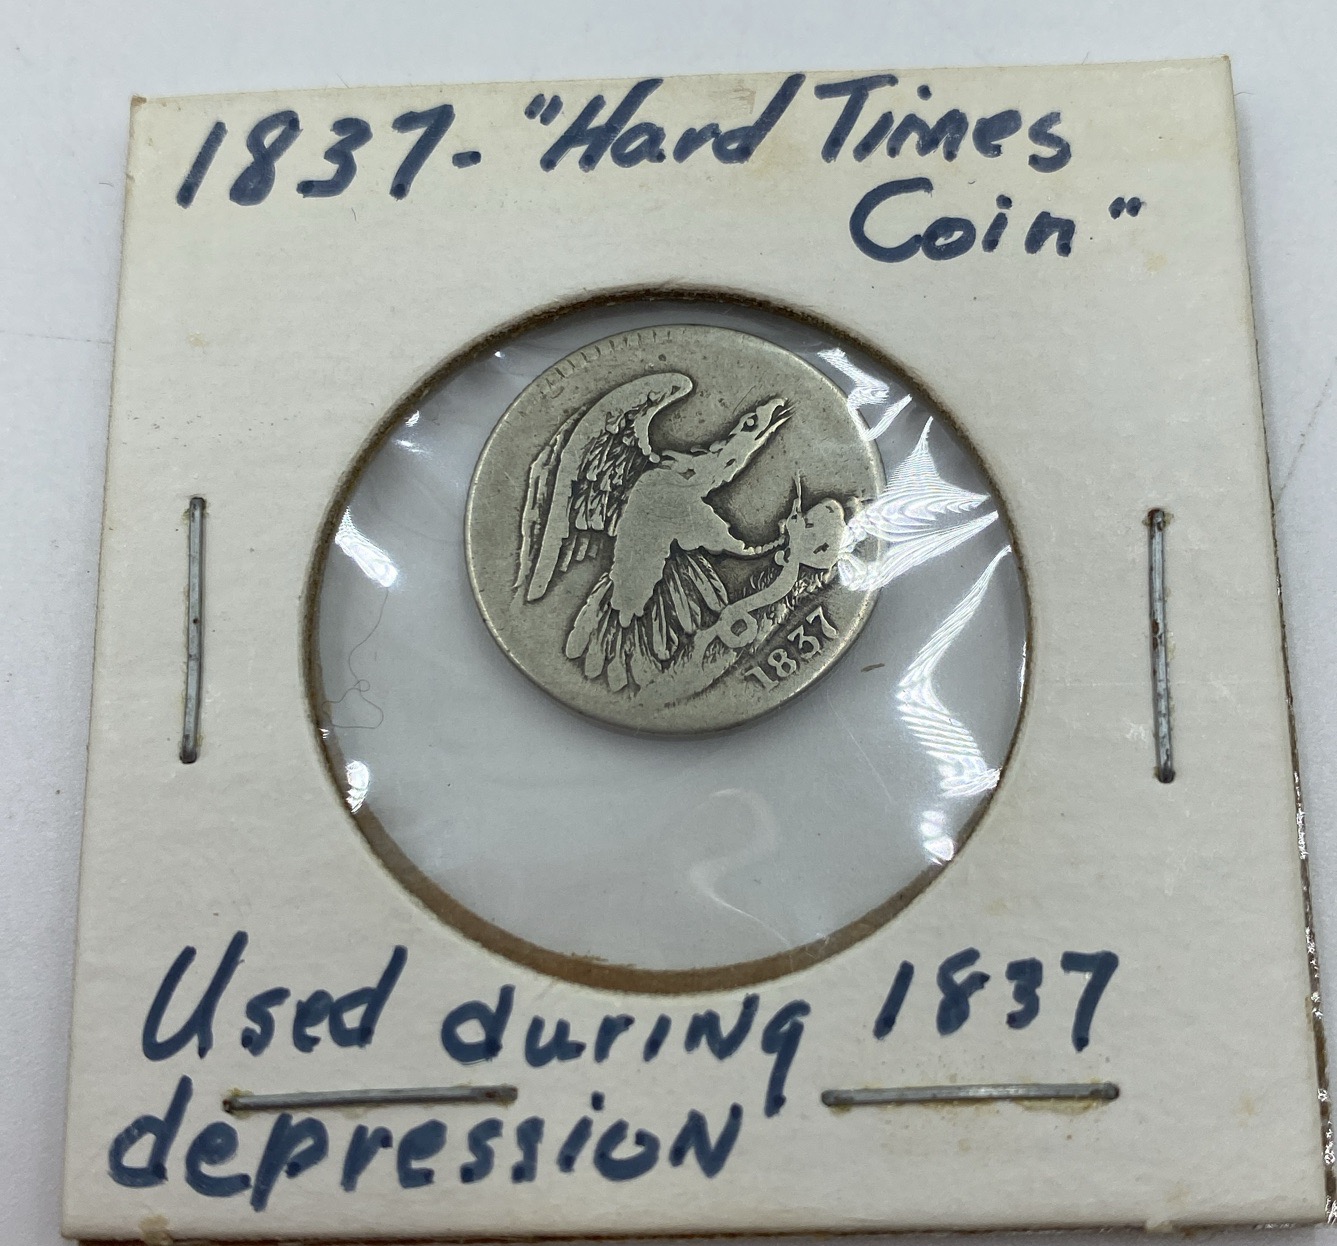 1837- "Hard Times
Coin"
1837
Used during 1837
depression